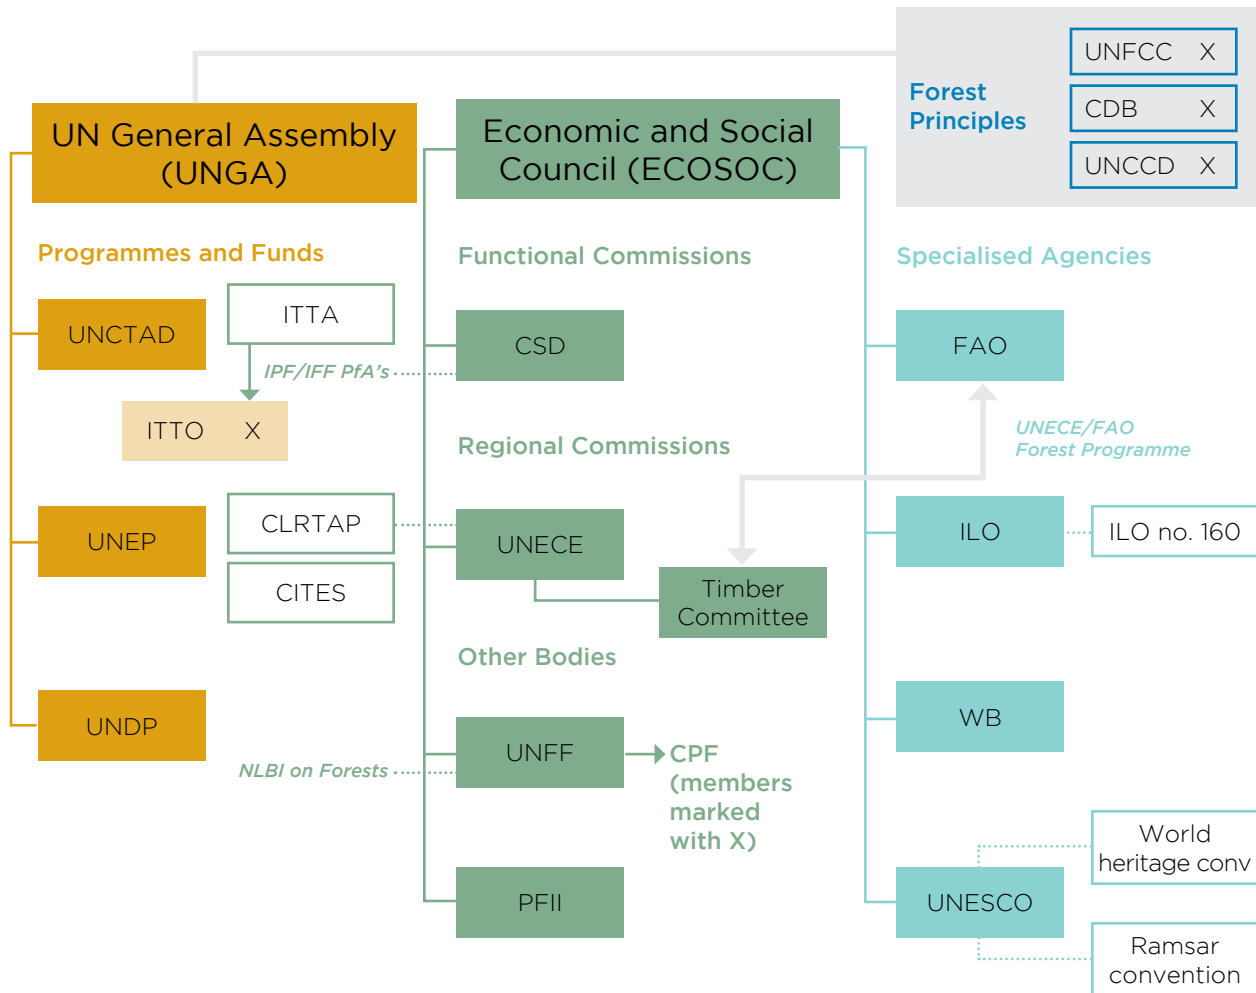 UN General Assembly
(UNGA)
Economic and Social
Council (ECOSOC)
Forest
Principles
UNFCC X
CDB X
UNCCD X
Programmes and Funds
Functional Commissions
Specialised Agencies
UNCTAD
ITTA
CSD
FAO
IPF/IFF PfA's
ITTO X
Regional Commissions
UNECE/FAO
Forest Programme
UNEP
CLRTAP
CITES
UNECE
Timber
Committee
ILO
ILO no. 160
Other Bodies
UNDP
UNFF
NLBI on Forests
CPF
(members
marked
with X)
WB
PFII
UNESCO
World
heritage conv
Ramsar
convention